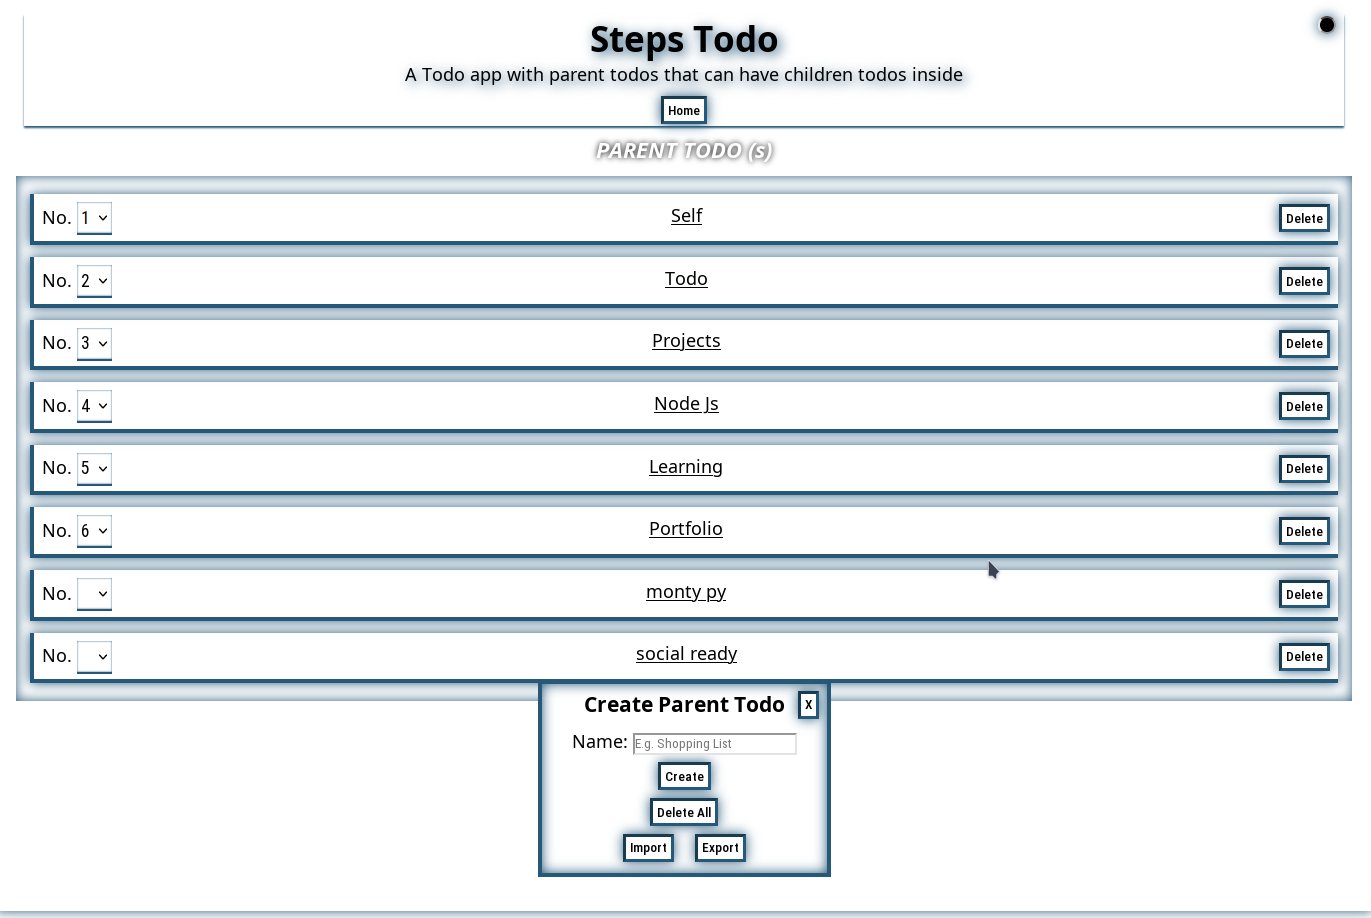 Steps Todo
A Todo app with parent todos that can have children todos inside
Home
PARENT TODO (s)
No. 1 Self Delete
No. 2 Todo Delete
No. 3 Projects Delete
No. 4 Node Js Delete
No. 5 Learning Delete
No. 6 Portfolio Delete
No. monty py Delete
No. social ready Delete
Create Parent Todo X
Name: E.g. Shopping List
Create
Delete All
Import Export